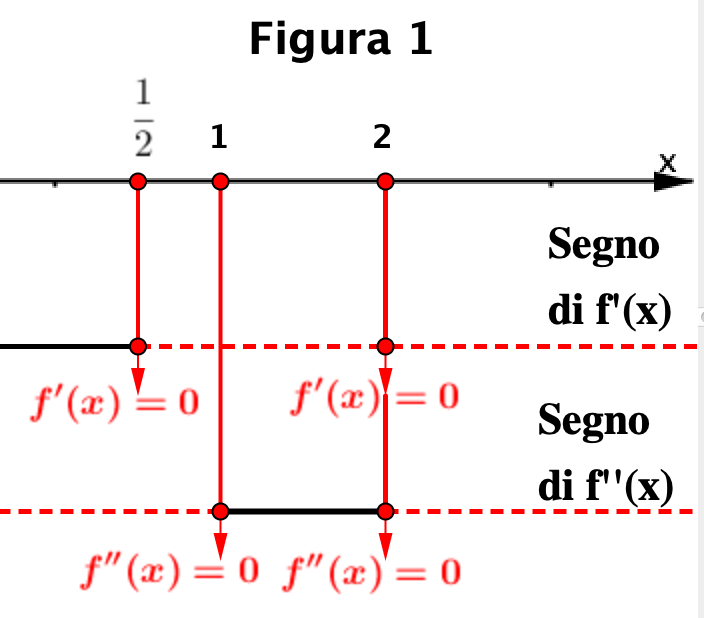 Figura 1
1/2
1
2
x
Segno
di f'(x)
f′(x) = 0
f′(x) = 0
Segno
di f''(x)
f″(x) = 0
f″(x) = 0